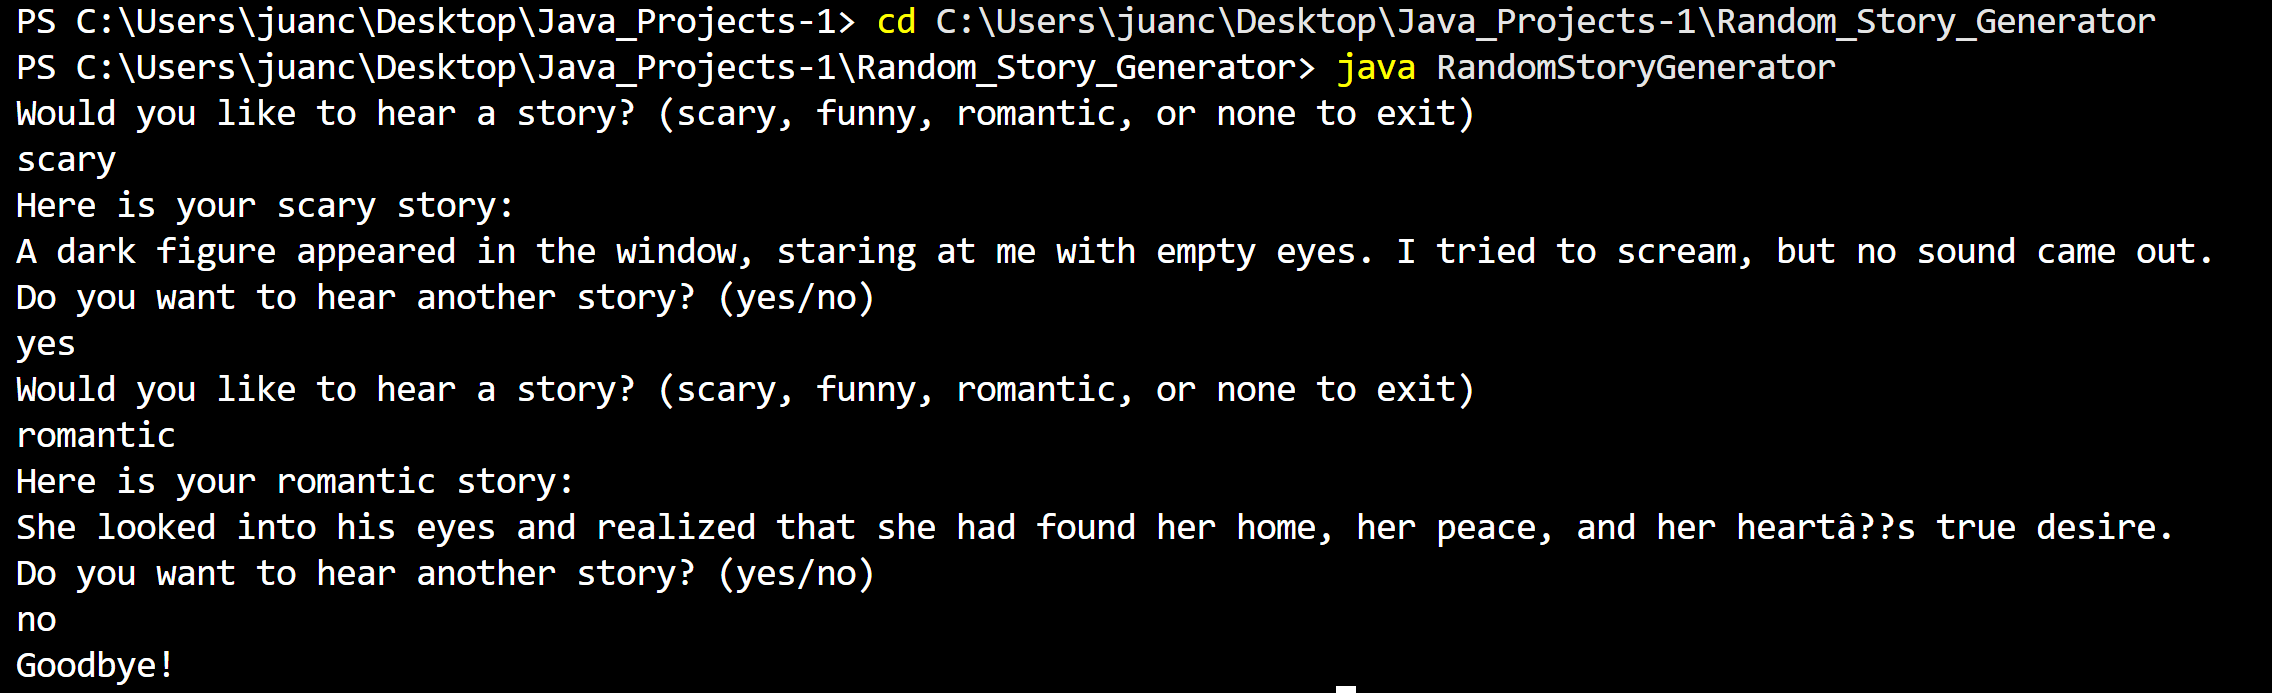 PS C:\Users\juanc\Desktop\Java_Projects-1> cd C:\Users\juanc\Desktop\Java_Projects-1\Random_Story_Generator
PS C:\Users\juanc\Desktop\Java_Projects-1\Random_Story_Generator> java RandomStoryGenerator
Would you like to hear a story? (scary, funny, romantic, or none to exit)
scary
Here is your scary story:
A dark figure appeared in the window, staring at me with empty eyes. I tried to scream, but no sound came out.
Do you want to hear another story? (yes/no)
yes
Would you like to hear a story? (scary, funny, romantic, or none to exit)
romantic
Here is your romantic story:
She looked into his eyes and realized that she had found her home, her peace, and her heartâ??s true desire.
Do you want to hear another story? (yes/no)
no
Goodbye!